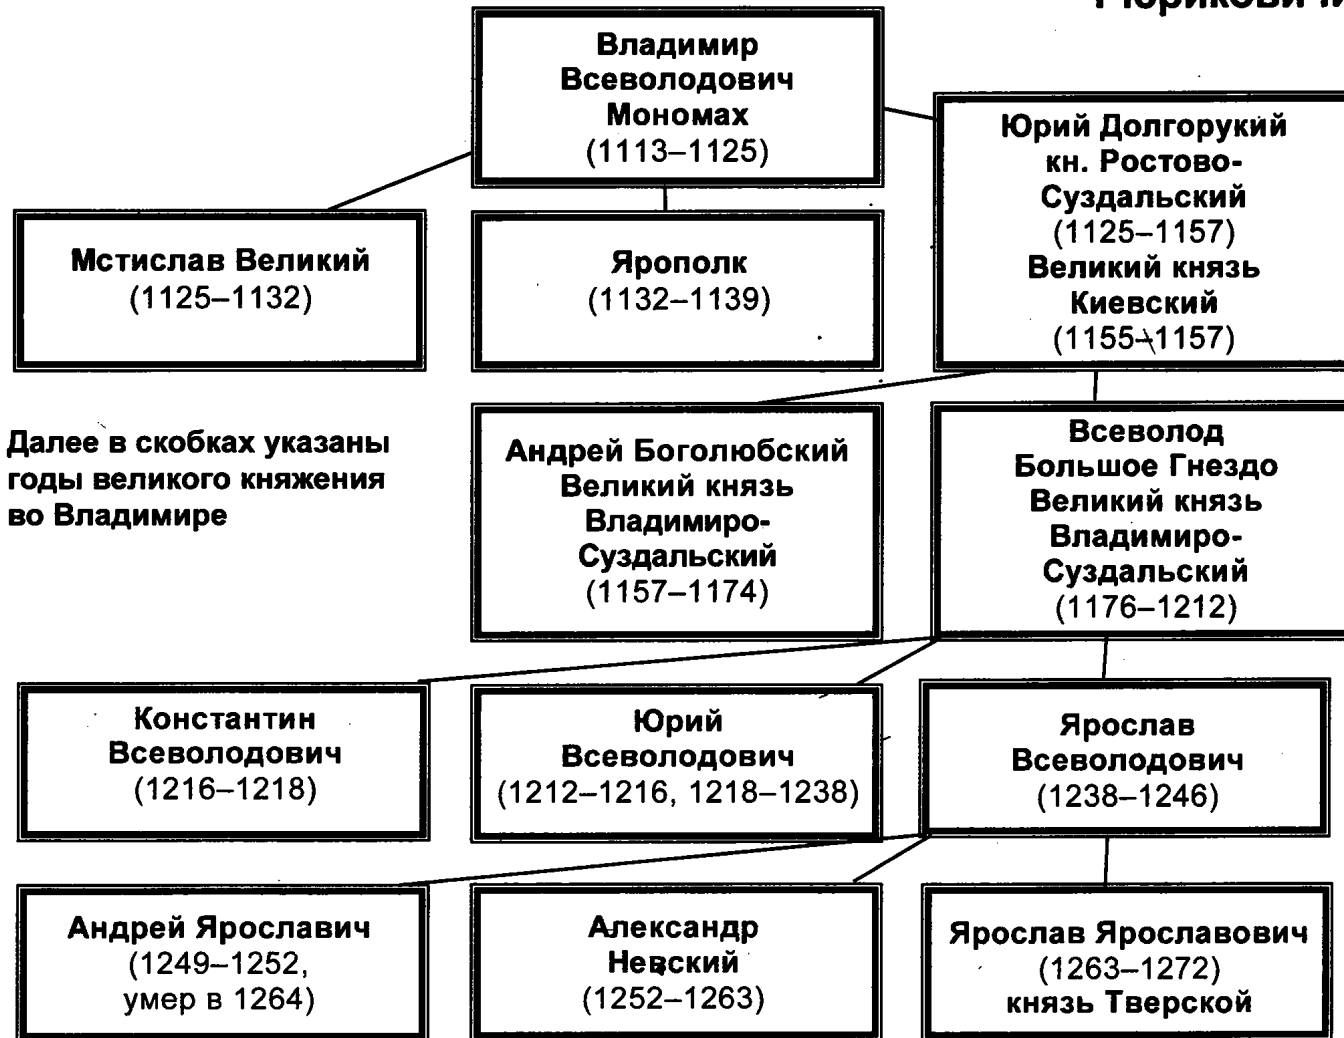 Владимир
Всеволодович
Мономах
(1113–1125)
Юрий Долгорукий
кн. Ростово-
Суздальский
(1125–1157)
Великий князь
Киевский
(1155–1157)
Мстислав Великий
(1125–1132)
Ярополк
(1132–1139)
Далее в скобках указаны
годы великого княжения
во Владимире
Андрей Боголюбский
Великий князь
Владимиро-
Суздальский
(1157–1174)
Всеволод
Большое Гнездо
Великий князь
Владимиро-
Суздальский
(1176–1212)
Константин
Всеволодович
(1216–1218)
Юрий
Всеволодович
(1212–1216, 1218–1238)
Ярослав
Всеволодович
(1238–1246)
Андрей Ярославич
(1249–1252,
умер в 1264)
Александр
Невский
(1252–1263)
Ярослав Ярославович
(1263–1272)
князь Тверской